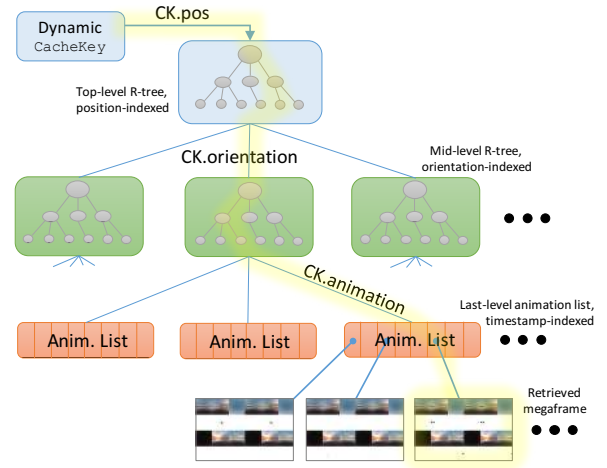 CK.pos
Dynamic
CacheKey
Top-level R-tree,
position-indexed
CK.orientation
Mid-level R-tree,
orientation-indexed
CK.animation
Last-level animation list,
timestamp-indexed
Anim. List
Anim. List
Anim. List
Retrieved
megaframe